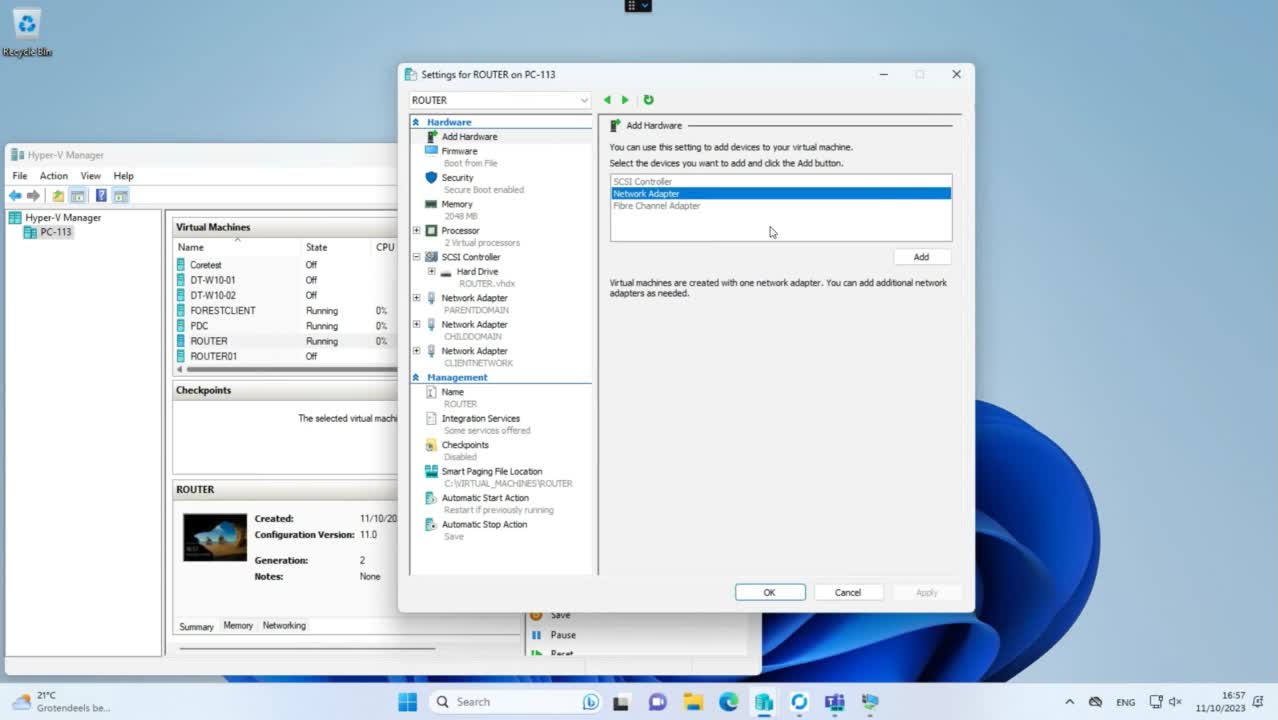 Recycle Bin
Settings for ROUTER on PC-113
ROUTER
Hardware
Add Hardware
Firmware
Boot from File
Security
Secure Boot enabled
Memory
2048 MB
Processor
2 Virtual processors
SCSI Controller
Hard Drive
ROUTER.vhdx
Network Adapter
PARENTDOMAIN
Network Adapter
CHILDDOMAIN
Network Adapter
CLIENTNETWORK
Management
Name
ROUTER
Integration Services
Some services offered
Checkpoints
Disabled
Smart Paging File Location
C:\VIRTUAL_MACHINES\ROUTER
Automatic Start Action
Restart if previously running
Automatic Stop Action
Save
Add Hardware
You can use this setting to add devices to your virtual machine.
Select the devices you want to add and click the Add button.
SCSI Controller
Network Adapter
Fibre Channel Adapter
Add
Virtual machines are created with one network adapter. You can add additional network
adapters as needed.
OK Cancel Apply
Hyper-V Manager
File Action View Help
Hyper-V Manager
PC-113
Virtual Machines
Name State CPU
Coretest Off
DT-W10-01 Off
DT-W10-02 Off
FORESTCLIENT Running 0%
PDC Running 0%
ROUTER Running 0%
ROUTER01 Off
Checkpoints
The selected virtual machi
ROUTER
Created: 11/10/20
Configuration Version: 11.0
Generation: 2
Notes: None
Summary Memory Networking
Save
Pause
Reset
21°C
Grotendeels be...
Search
ENG
16:57
11/10/2023